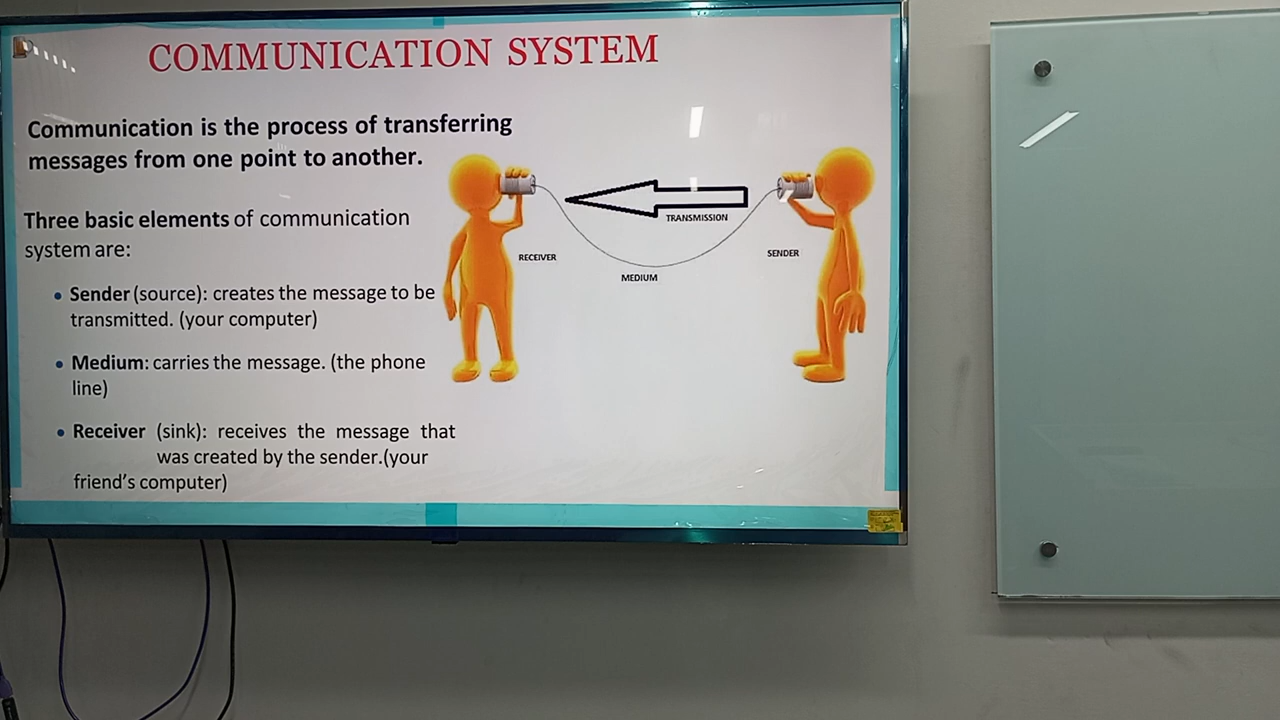 COMMUNICATION SYSTEM
Communication is the process of transferring
messages from one point to another.
Three basic elements of communication
system are:
• Sender (source): creates the message to be
transmitted. (your computer)
• Medium: carries the message. (the phone
line)
• Receiver (sink): receives the message that
was created by the sender.(your
friend's computer)
TRANSMISSION
RECEIVER
SENDER
MEDIUM